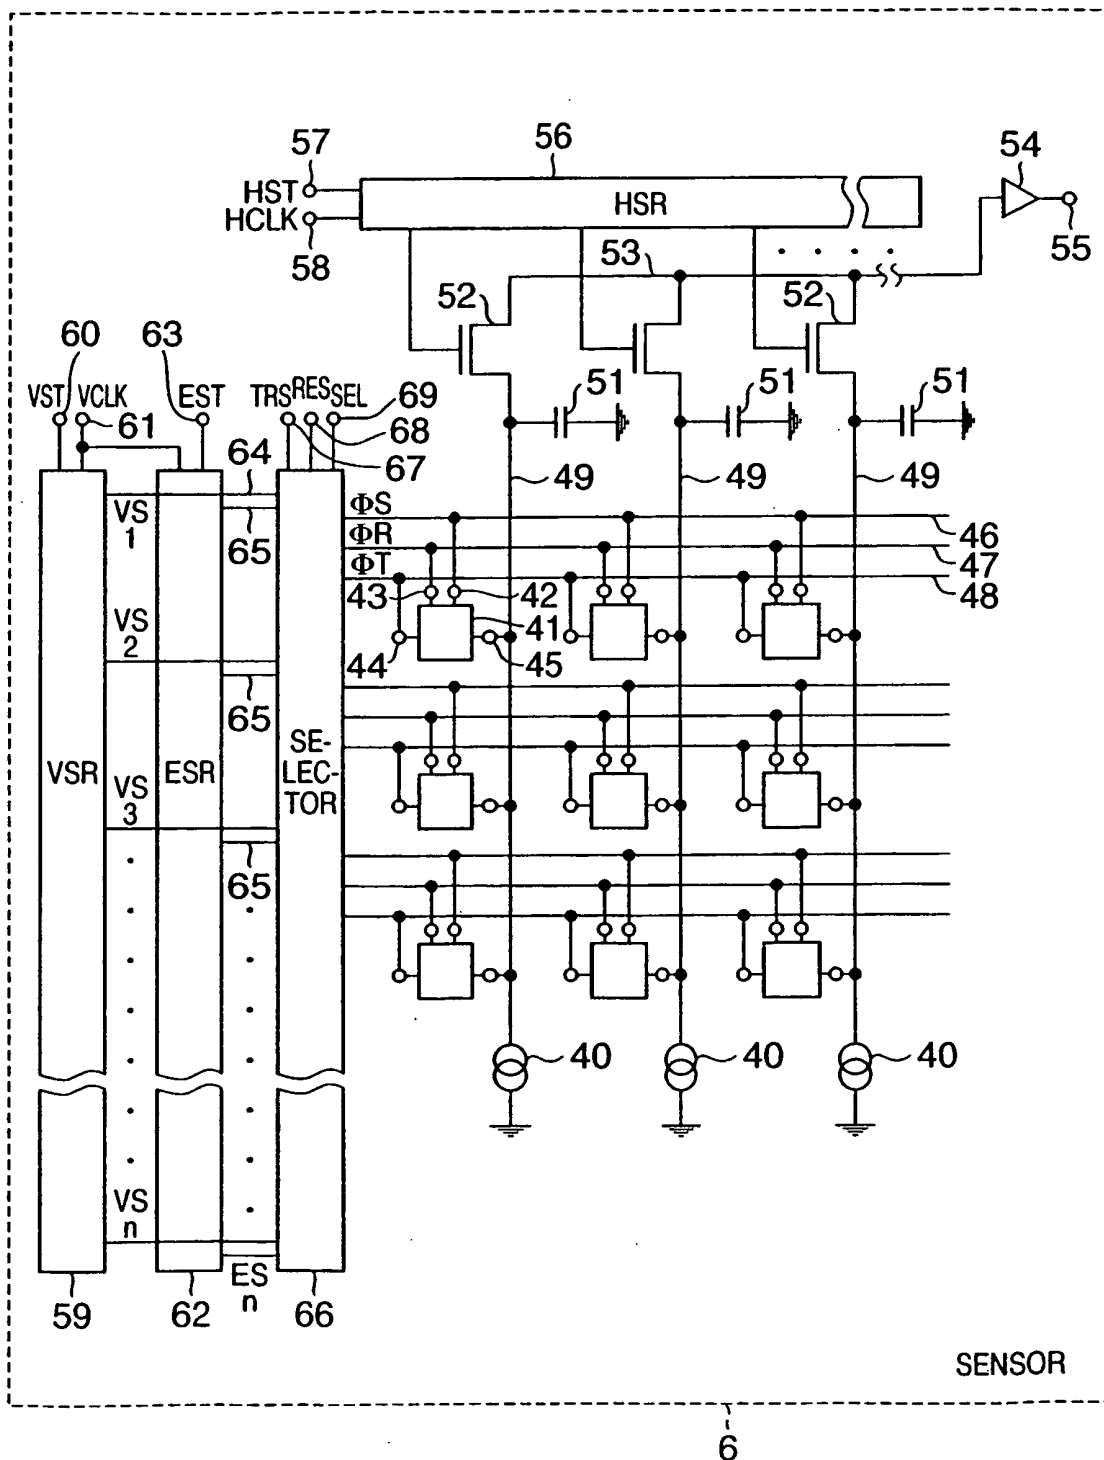 56
57
54
HST
HCLK
HSR
58
55
53
52
52
60
63
51
51
51
VST
VCLK
EST
TRS
RES
SEL
69
61
68
67
64
49
49
49
VS
1
ΦS
ΦR
ΦT
46
47
48
65
43
42
41
44
45
VS
2
65
VSR
ESR
SE-
LEC-
TOR
VS
3
65
40
40
40
VS
n
ES
n
59
62
66
SENSOR
6